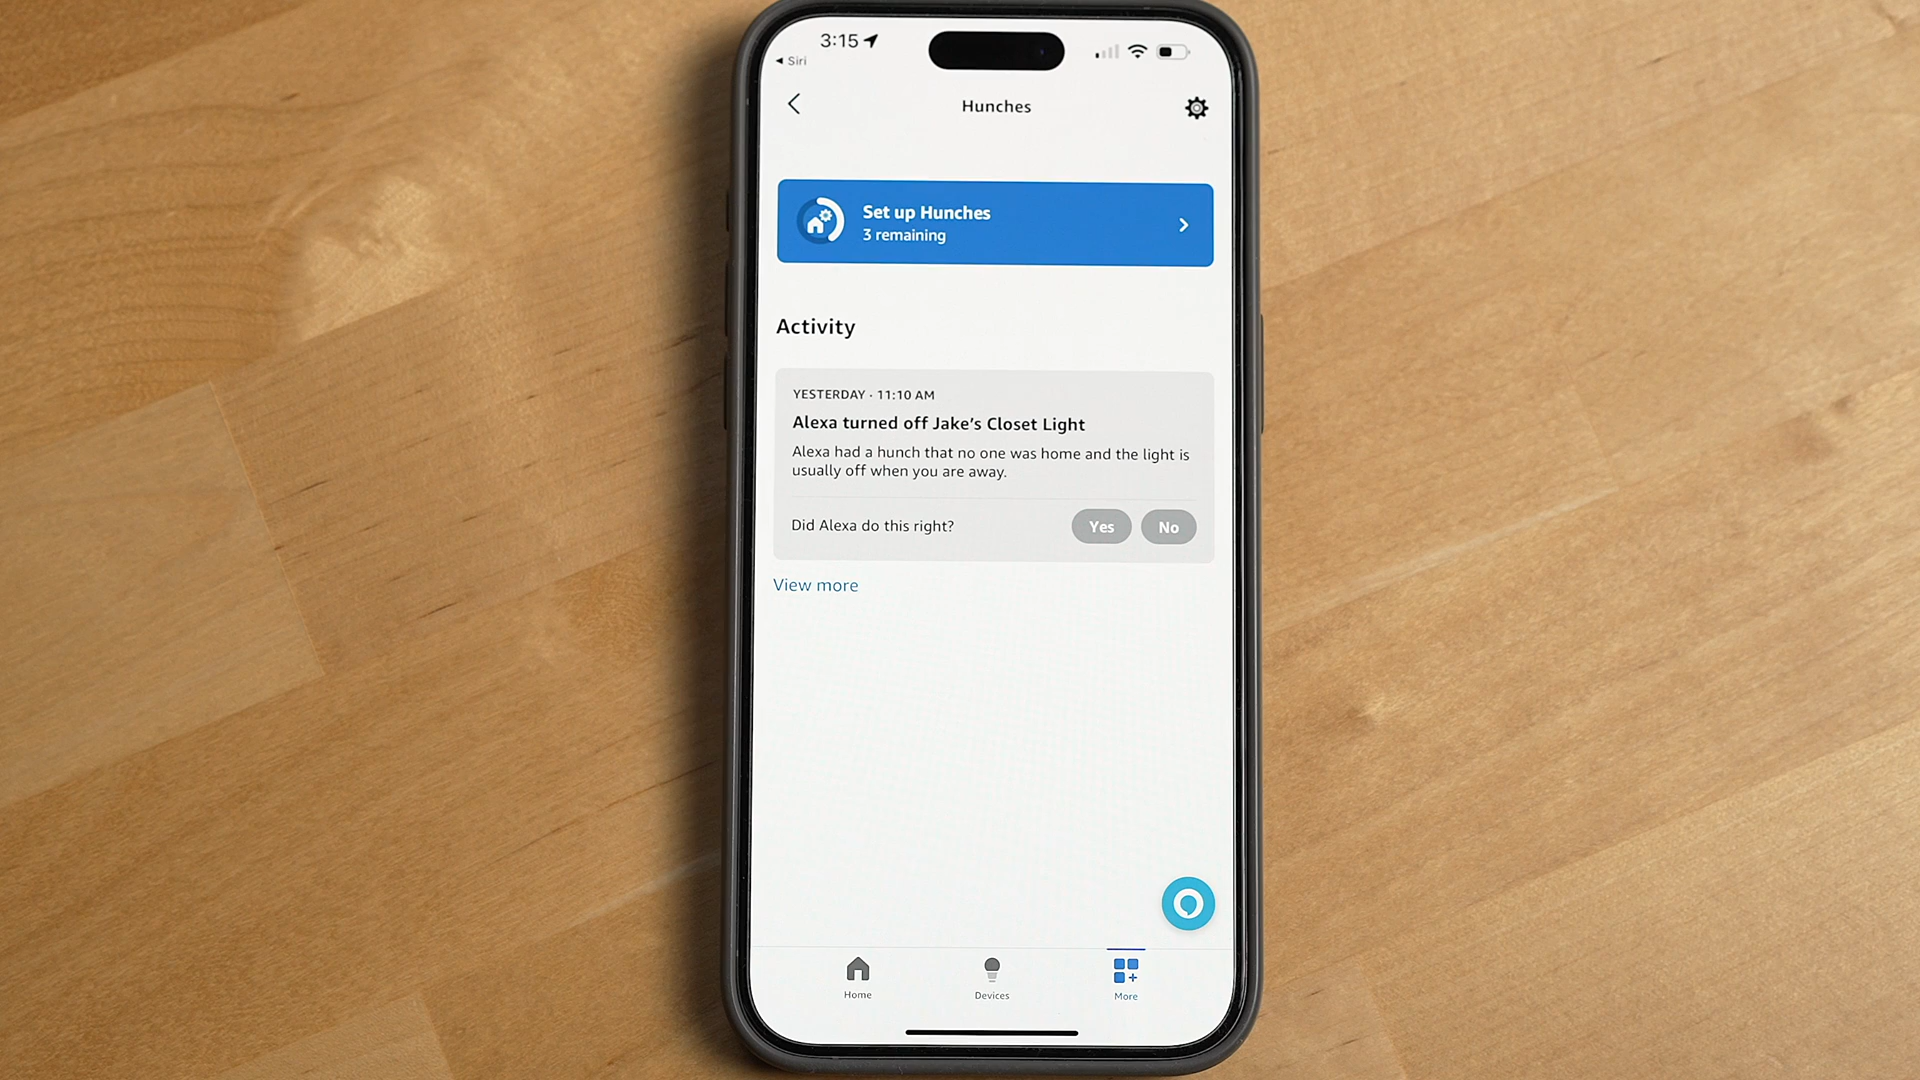 3:15
◄ Siri
Hunches
Set up Hunches
3 remaining
Activity
YESTERDAY · 11:10 AM
Alexa turned off Jake’s Closet Light
Alexa had a hunch that no one was home and the light is
usually off when you are away.
Did Alexa do this right?
Yes
No
View more
Home
Devices
More